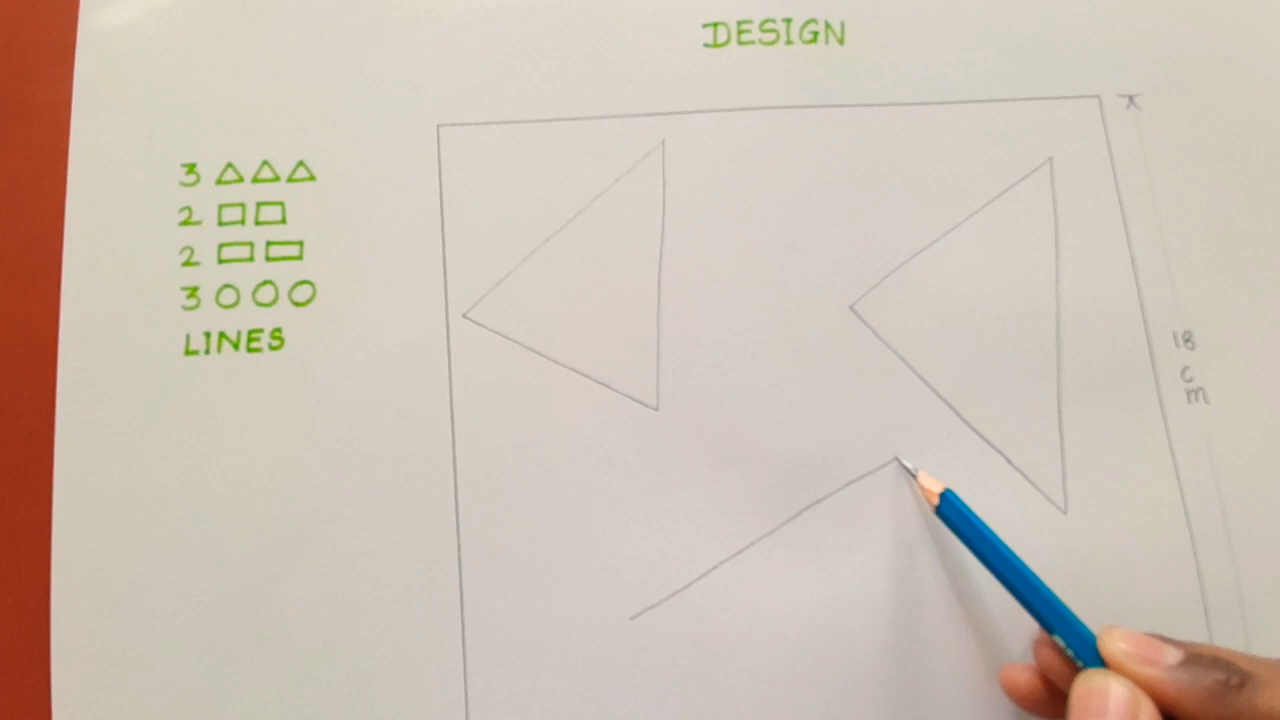 DESIGN
3 △△△
2 □□
2 ▭▭
3 ○○○
LINES
18
c
m